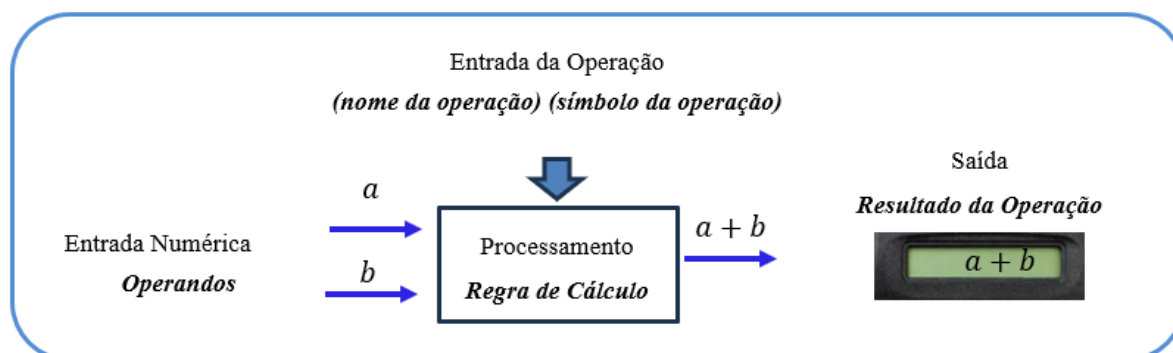 Entrada da Operação
(nome da operação) (símbolo da operação)
Entrada Numérica
Operandos
a
b
Processamento
Regra de Cálculo
a + b
Saída
Resultado da Operação
a + b